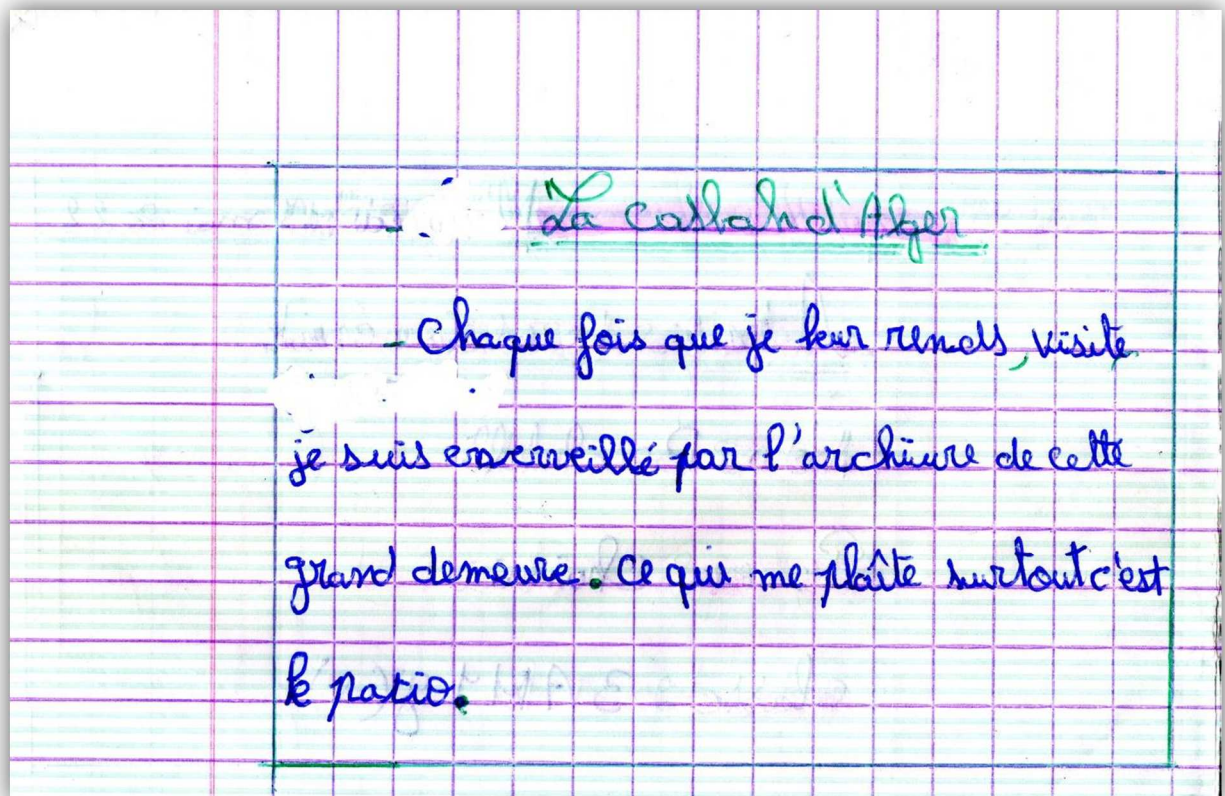 La casbah d'Alger
- Chaque fois que je leur rends, visite
je suis emerveillé par l'archiure de cette
grand demeure. Ce qui me plaîte surtout c'est
le patio.